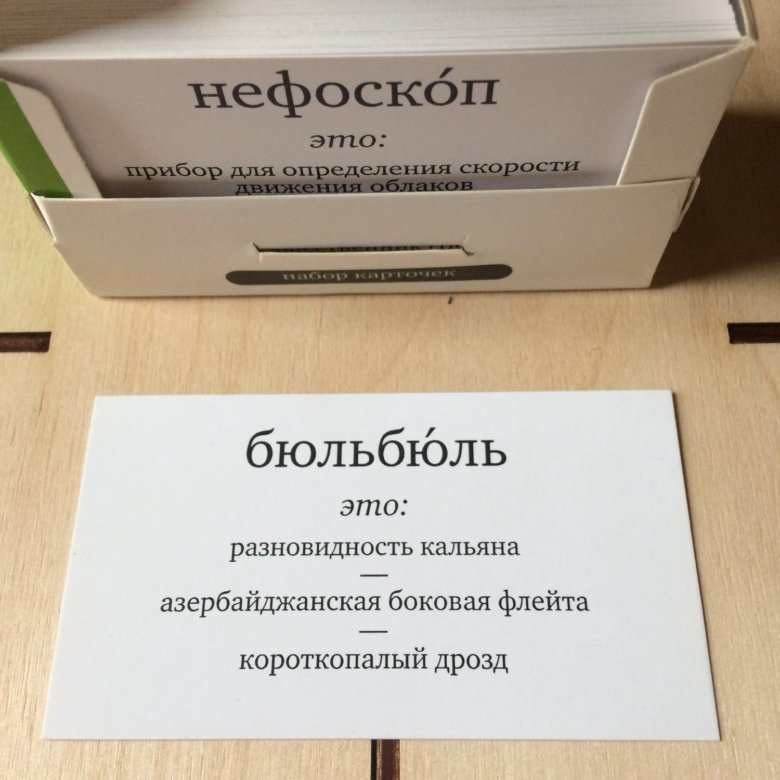 нефоско́п
это:
прибор для определения скорости
движения облаков
набор карточек
бюльбю́ль
это:
разновидность кальяна
—
азербайджанская боковая флейта
—
короткопалый дрозд